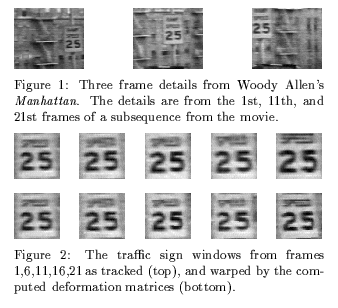 25
25
25
Figure 1: Three frame details from Woody Allen's
Manhattan. The details are from the 1st, 11th, and
21st frames of a subsequence from the movie.
25 25 25 25 25
25 25 25 25 25
Figure 2: The traffic sign windows from frames
1,6,11,16,21 as tracked (top), and warped by the com-
puted deformation matrices (bottom).